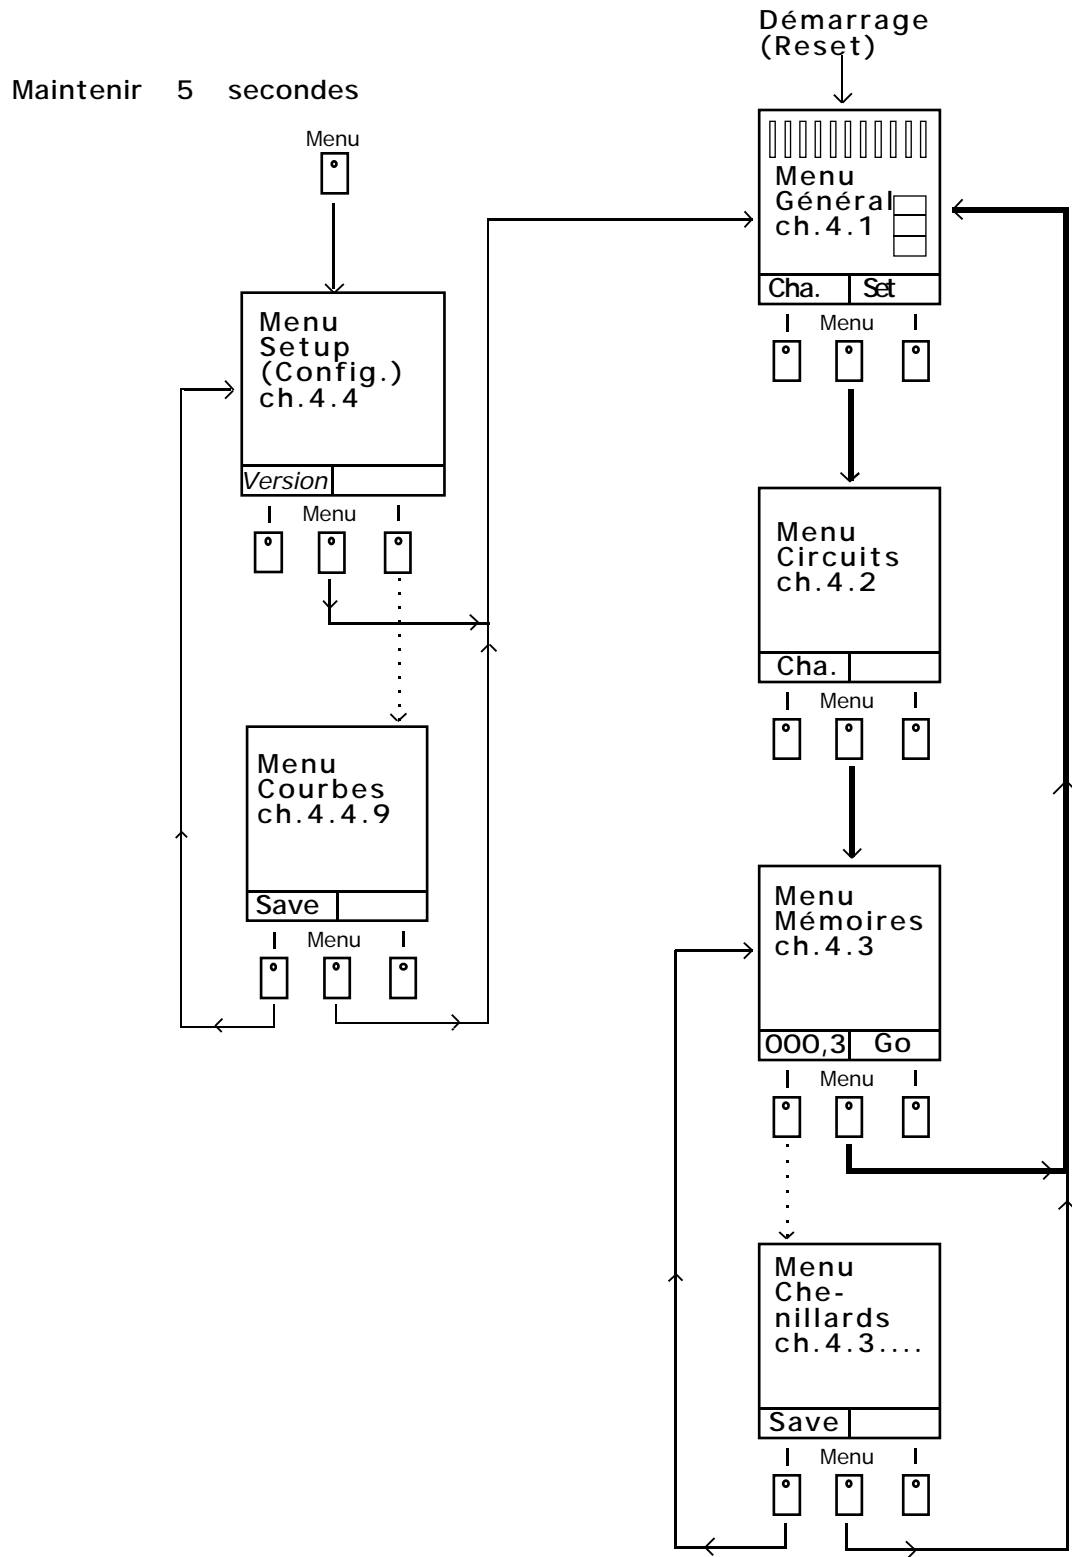 Démarrage
(Reset)
Maintenir 5 secondes
Menu
Menu
Général
ch.4.1
Cha. Set
Menu
Menu
Setup
(Config.)
ch.4.4
Version
Menu
Menu
Circuits
ch.4.2
Cha.
Menu
Menu
Courbes
ch.4.4.9
Save
Menu
Menu
Mémoires
ch.4.3
000,3 Go
Menu
Menu
Che-
nillards
ch.4.3....
Save
Menu